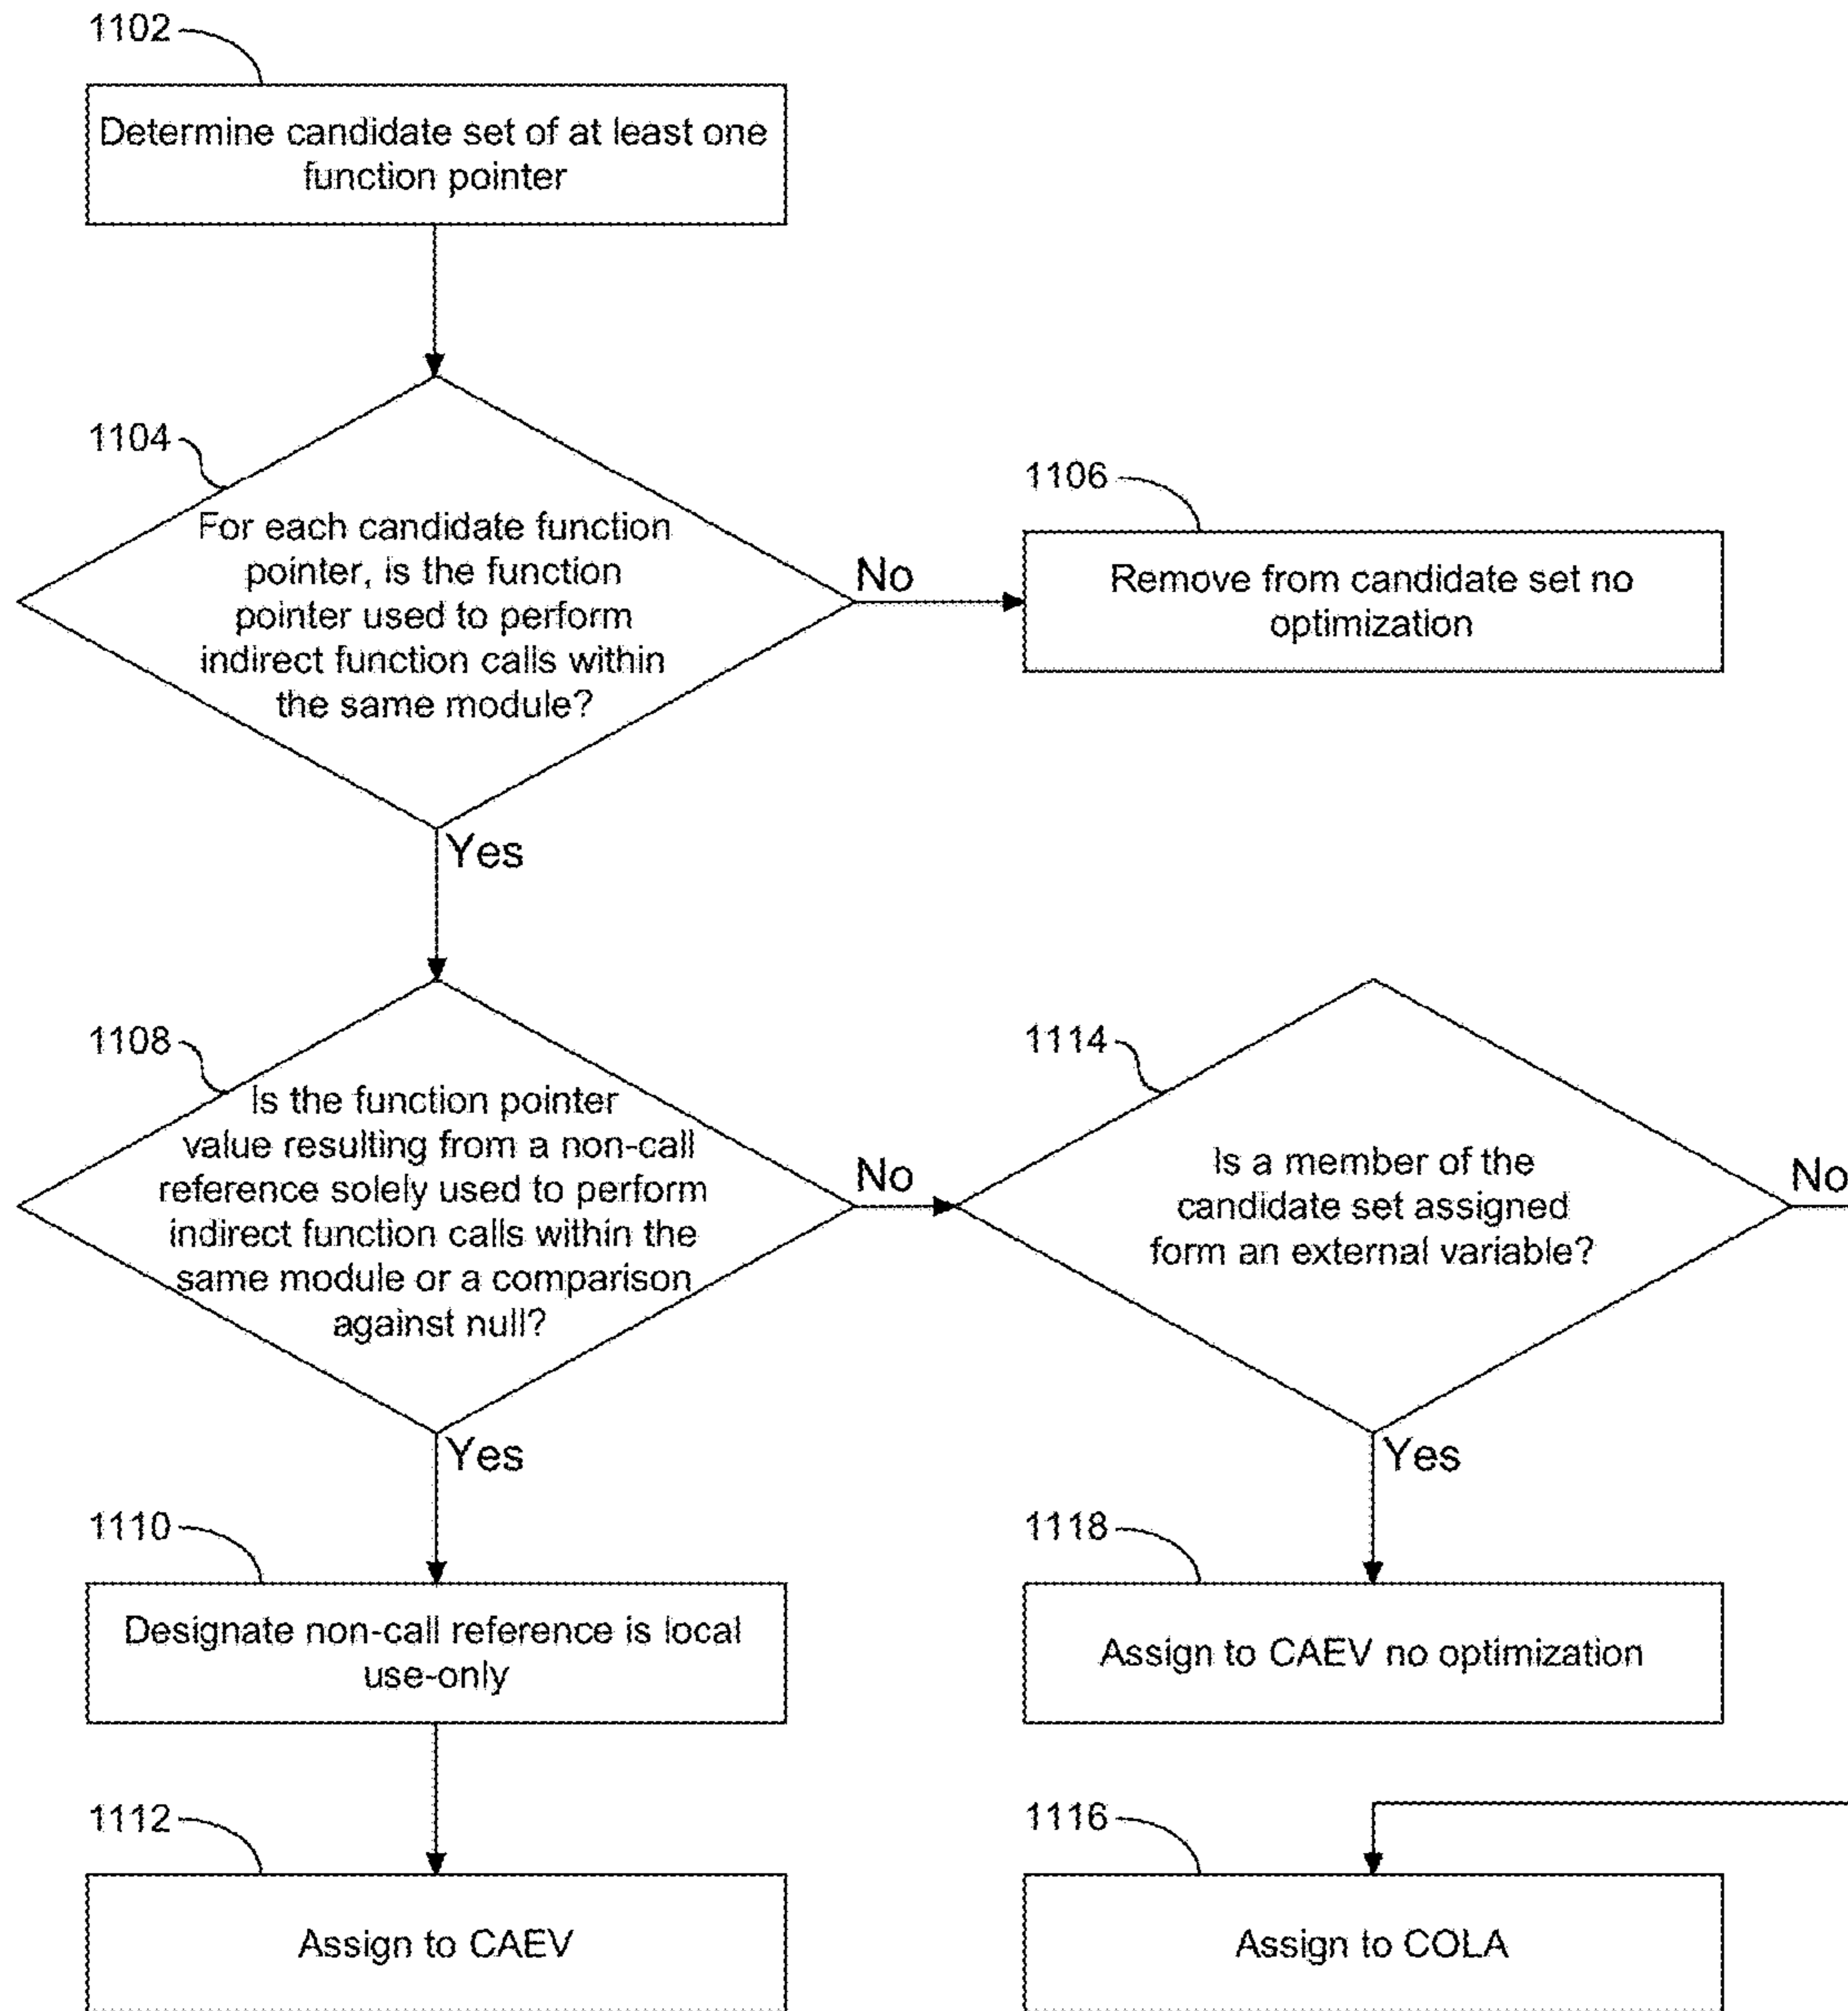 1102
Determine candidate set of at least one
function pointer
1104
For each candidate function
pointer, is the function
pointer used to perform
indirect function calls within
the same module?
No
1106
Remove from candidate set no
optimization
Yes
1108
Is the function pointer
value resulting from a non-call
reference solely used to perform
indirect function calls within the
same module or a comparison
against null?
No
1114
Is a member of the
candidate set assigned
form an external variable?
No
Yes
Yes
1110
Designate non-call reference is local
use-only
1118
Assign to CAEV no optimization
1112
Assign to CAEV
1116
Assign to COLA